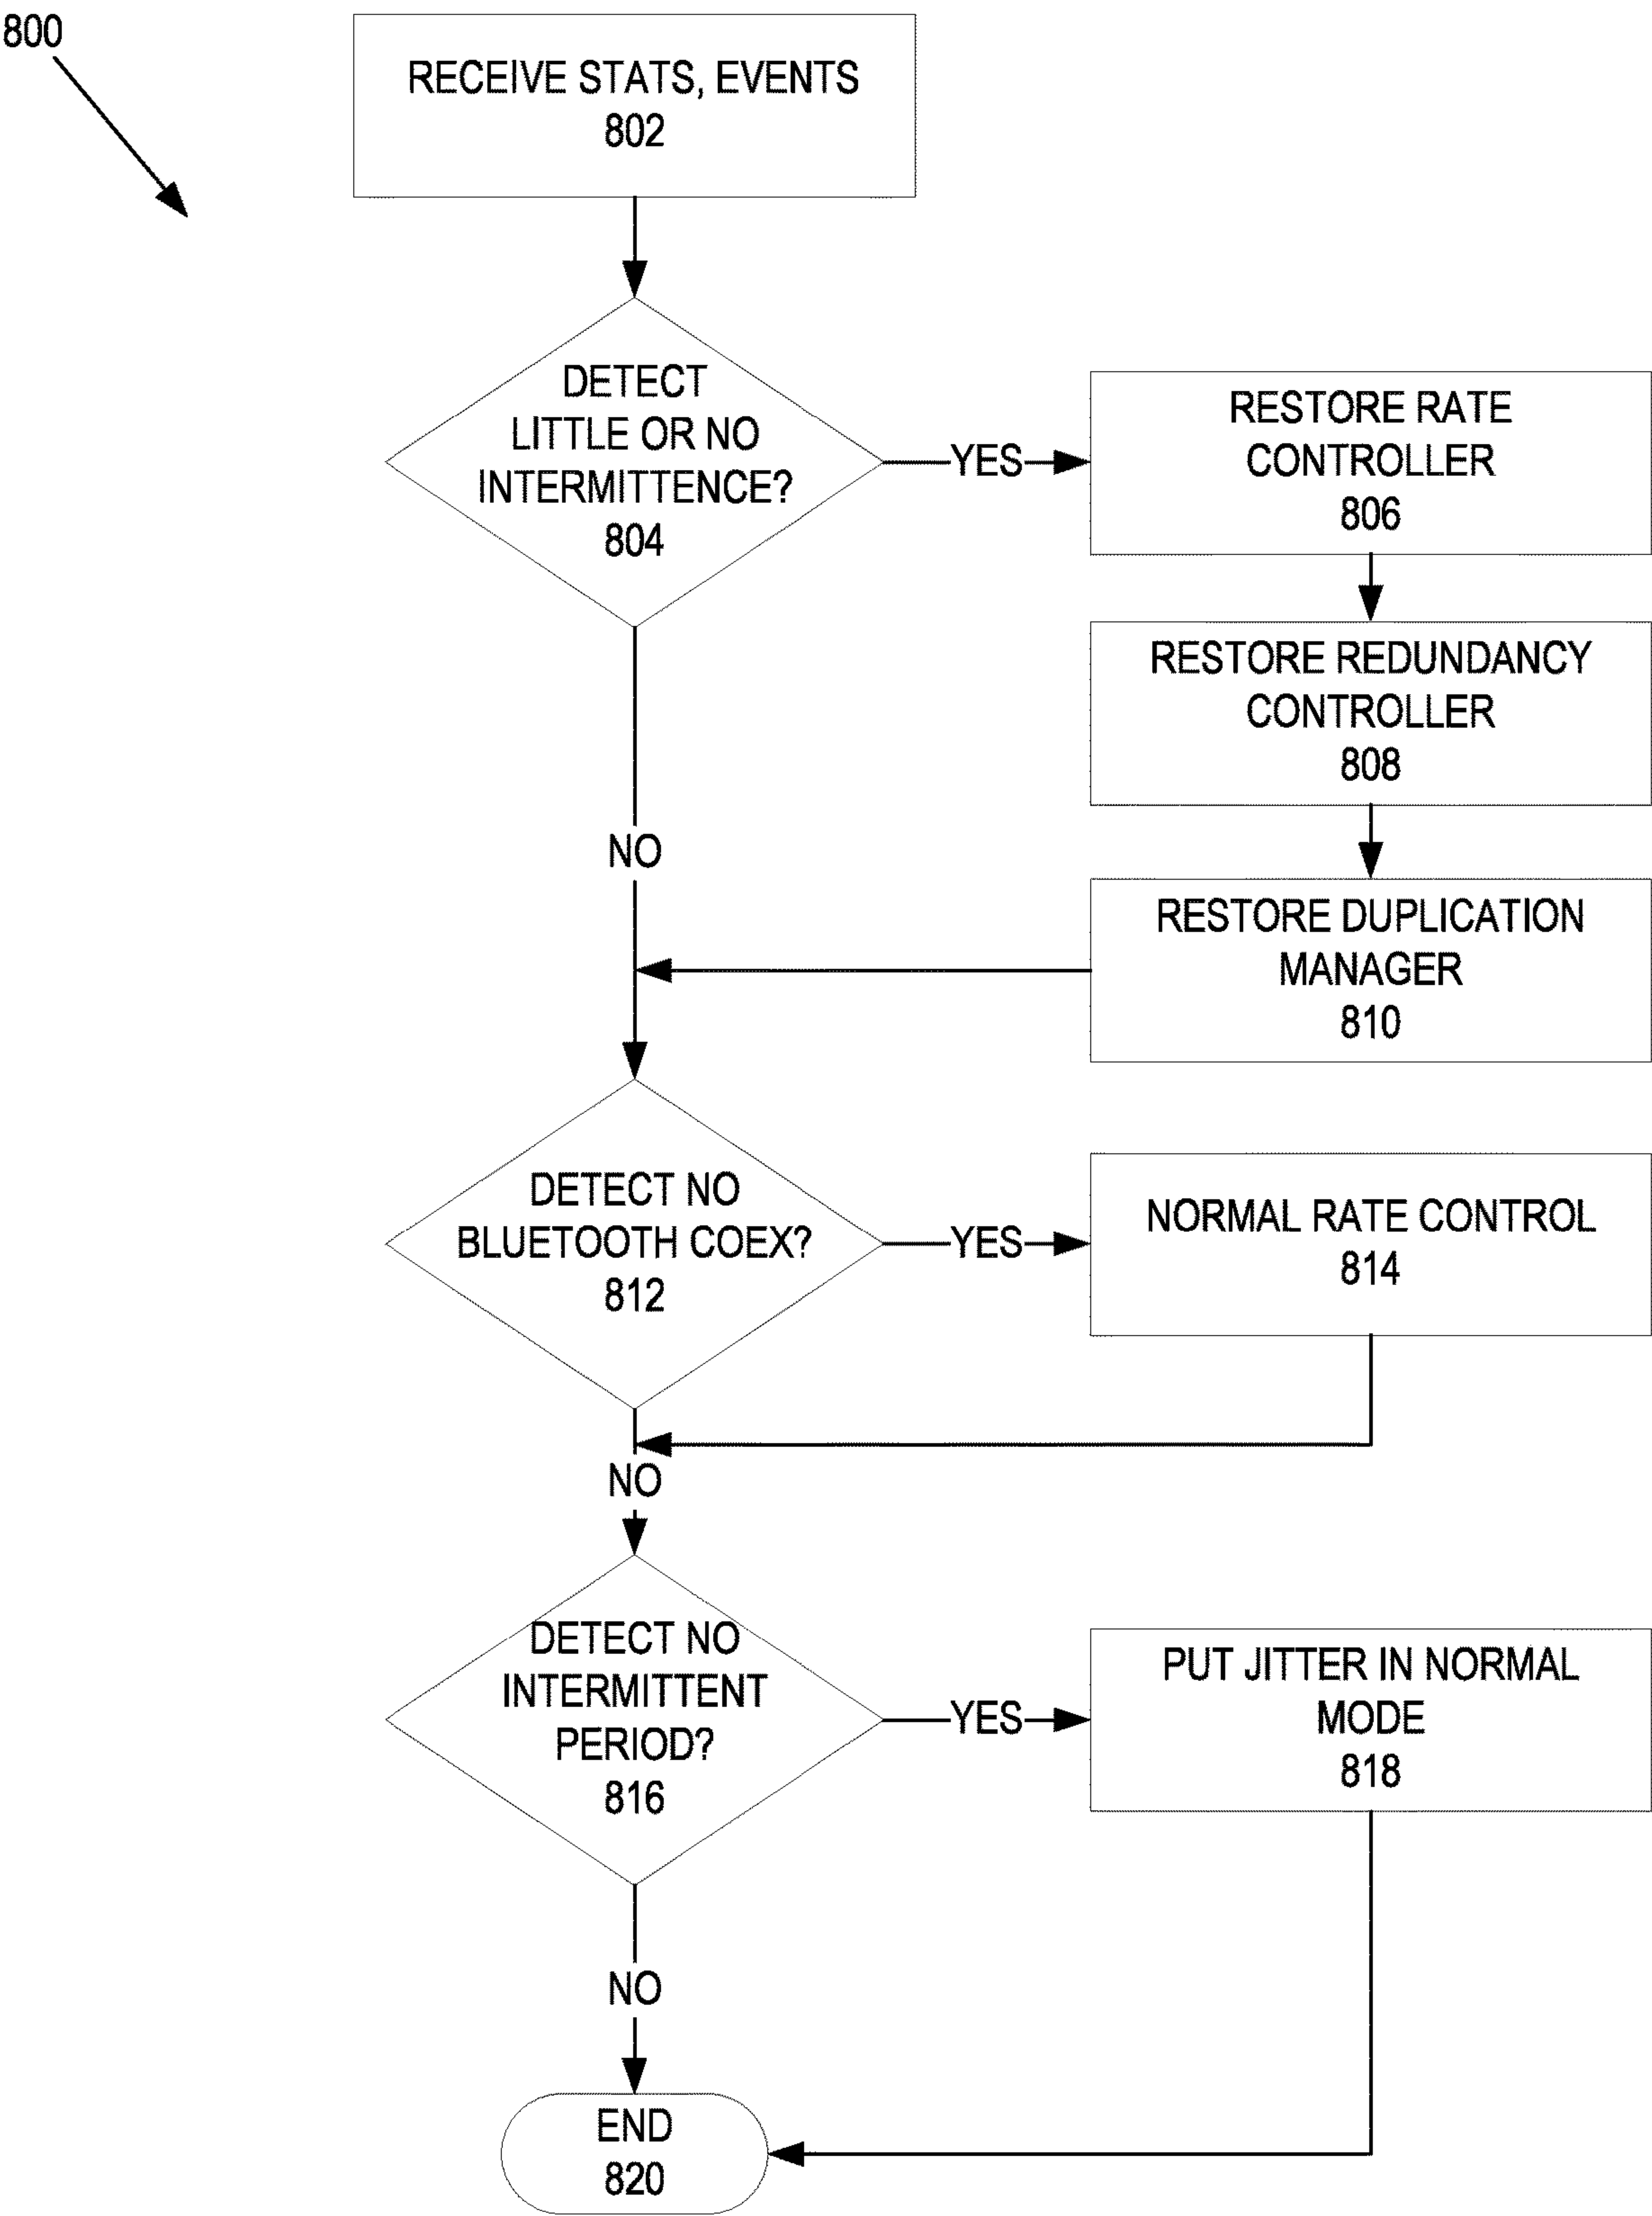 800
RECEIVE STATS, EVENTS
802
DETECT
LITTLE OR NO
INTERMITTENCE?
804
YES
RESTORE RATE
CONTROLLER
806
RESTORE REDUNDANCY
CONTROLLER
808
NO
RESTORE DUPLICATION
MANAGER
810
DETECT NO
BLUETOOTH COEX?
812
YES
NORMAL RATE CONTROL
814
NO
DETECT NO
INTERMITTENT
PERIOD?
816
YES
PUT JITTER IN NORMAL
MODE
818
NO
END
820